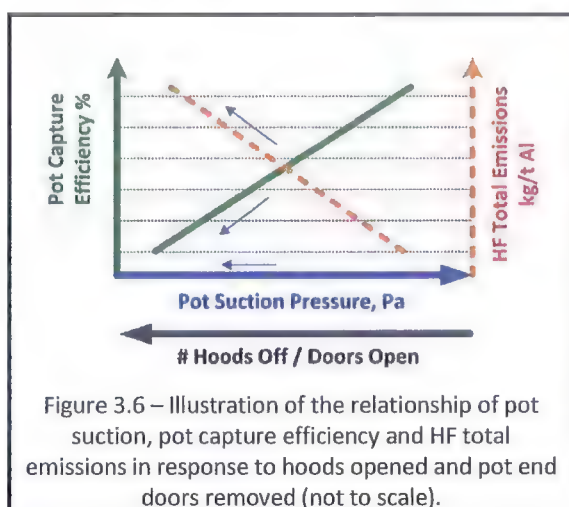 Pot Capture
Efficiency %
HF Total Emissions
kg/t Al
Pot Suction Pressure, Pa
# Hoods Off / Doors Open
Figure 3.6 – Illustration of the relationship of pot
suction, pot capture efficiency and HF total
emissions in response to hoods opened and pot end
doors removed (not to scale).